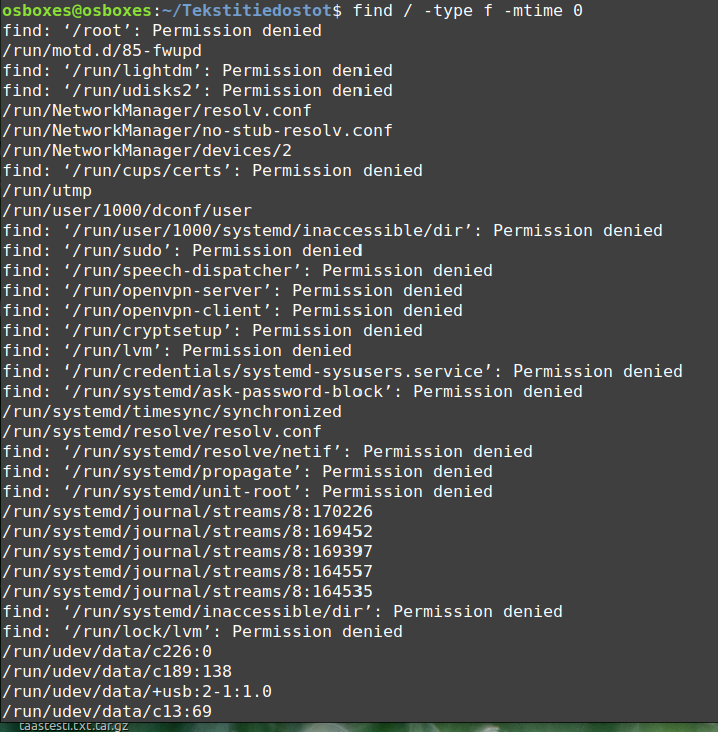 osboxes@osboxes:~/Tekstitiedostot$ find / -type f -mtime 0
find: ‘/root’: Permission denied
/run/motd.d/85-fwupd
find: ‘/run/lightdm’: Permission denied
find: ‘/run/udisks2’: Permission denied
/run/NetworkManager/resolv.conf
/run/NetworkManager/no-stub-resolv.conf
/run/NetworkManager/devices/2
find: ‘/run/cups/certs’: Permission denied
/run/utmp
/run/user/1000/dconf/user
find: ‘/run/user/1000/systemd/inaccessible/dir’: Permission denied
find: ‘/run/sudo’: Permission denied
find: ‘/run/speech-dispatcher’: Permission denied
find: ‘/run/openvpn-server’: Permission denied
find: ‘/run/openvpn-client’: Permission denied
find: ‘/run/cryptsetup’: Permission denied
find: ‘/run/lvm’: Permission denied
find: ‘/run/credentials/systemd-sysusers.service’: Permission denied
find: ‘/run/systemd/ask-password-block’: Permission denied
/run/systemd/timesync/synchronized
/run/systemd/resolve/resolv.conf
find: ‘/run/systemd/resolve/netif’: Permission denied
find: ‘/run/systemd/propagate’: Permission denied
find: ‘/run/systemd/unit-root’: Permission denied
/run/systemd/journal/streams/8:170226
/run/systemd/journal/streams/8:169452
/run/systemd/journal/streams/8:169397
/run/systemd/journal/streams/8:164557
/run/systemd/journal/streams/8:164535
find: ‘/run/systemd/inaccessible/dir’: Permission denied
find: ‘/run/lock/lvm’: Permission denied
/run/udev/data/c226:0
/run/udev/data/c189:138
/run/udev/data/+usb:2-1:1.0
/run/udev/data/c13:69